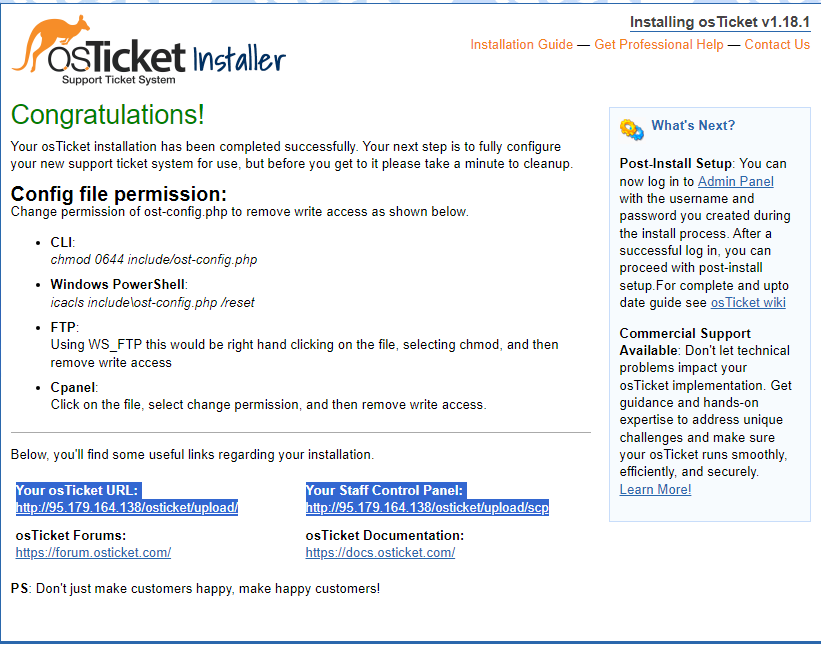 osTicket Installer
Support Ticket System
Installing osTicket v1.18.1
Installation Guide — Get Professional Help — Contact Us
Congratulations!
Your osTicket installation has been completed successfully. Your next step is to fully configure
your new support ticket system for use, but before you get to it please take a minute to cleanup.
Config file permission:
Change permission of ost-config.php to remove write access as shown below.
• CLI:
chmod 0644 include/ost-config.php
• Windows PowerShell:
icacls include\ost-config.php /reset
• FTP:
Using WS_FTP this would be right hand clicking on the file, selecting chmod, and then
remove write access
• Cpanel:
Click on the file, select change permission, and then remove write access.
Below, you'll find some useful links regarding your installation.
Your osTicket URL:
http://95.179.164.138/osticket/upload/
Your Staff Control Panel:
http://95.179.164.138/osticket/upload/scp
osTicket Forums:
https://forum.osticket.com/
osTicket Documentation:
https://docs.osticket.com/
PS: Don't just make customers happy, make happy customers!
What's Next?
Post-Install Setup: You can
now log in to Admin Panel
with the username and
password you created during
the install process. After a
successful log in, you can
proceed with post-install
setup.For complete and upto
date guide see osTicket wiki
Commercial Support
Available: Don't let technical
problems impact your
osTicket implementation. Get
guidance and hands-on
expertise to address unique
challenges and make sure
your osTicket runs smoothly,
efficiently, and securely.
Learn More!